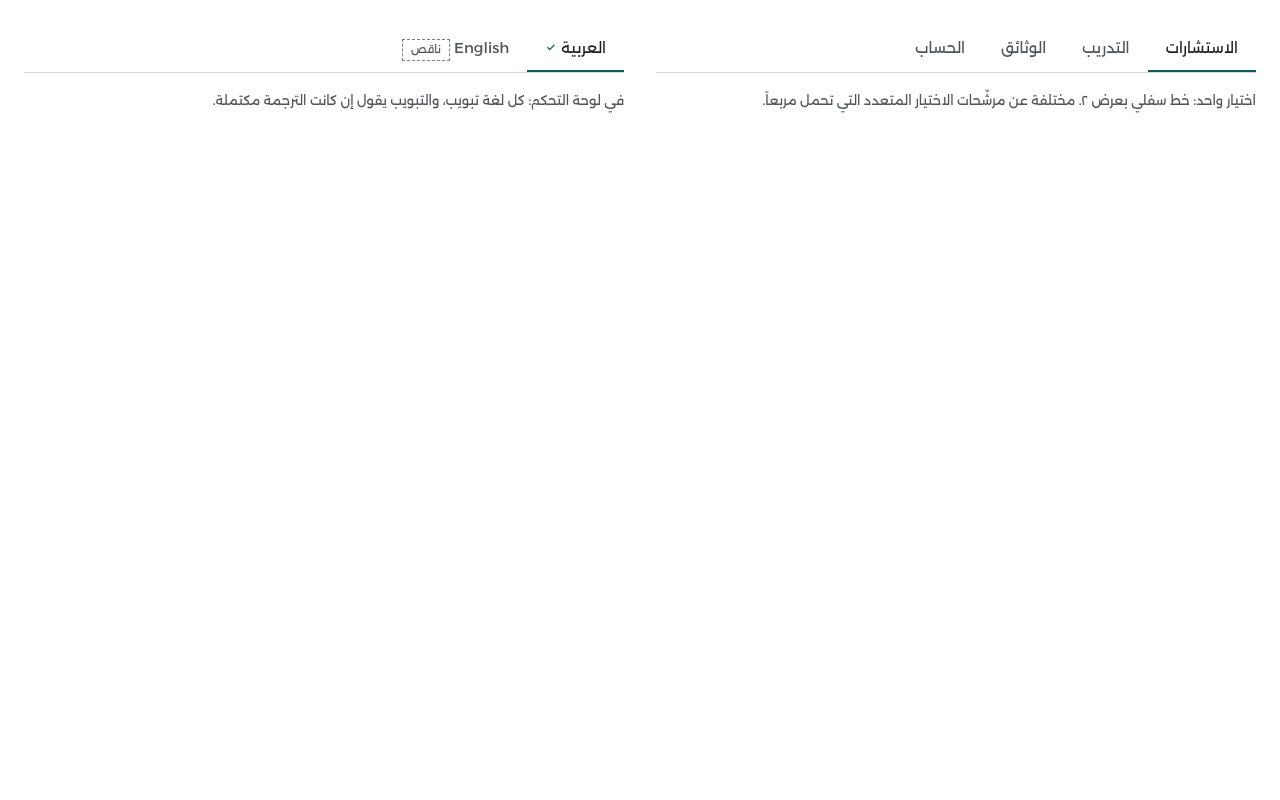 الاستشارات التدريب الوثائق الحساب
اختيار واحد: خط سفلي بعرض ٢. مختلفة عن مرشّحات الاختيار المتعدد التي تحمل مربعاً.
العربية ✓ English ناقص
في لوحة التحكم: كل لغة تبويب، والتبويب يقول إن كانت الترجمة مكتملة.